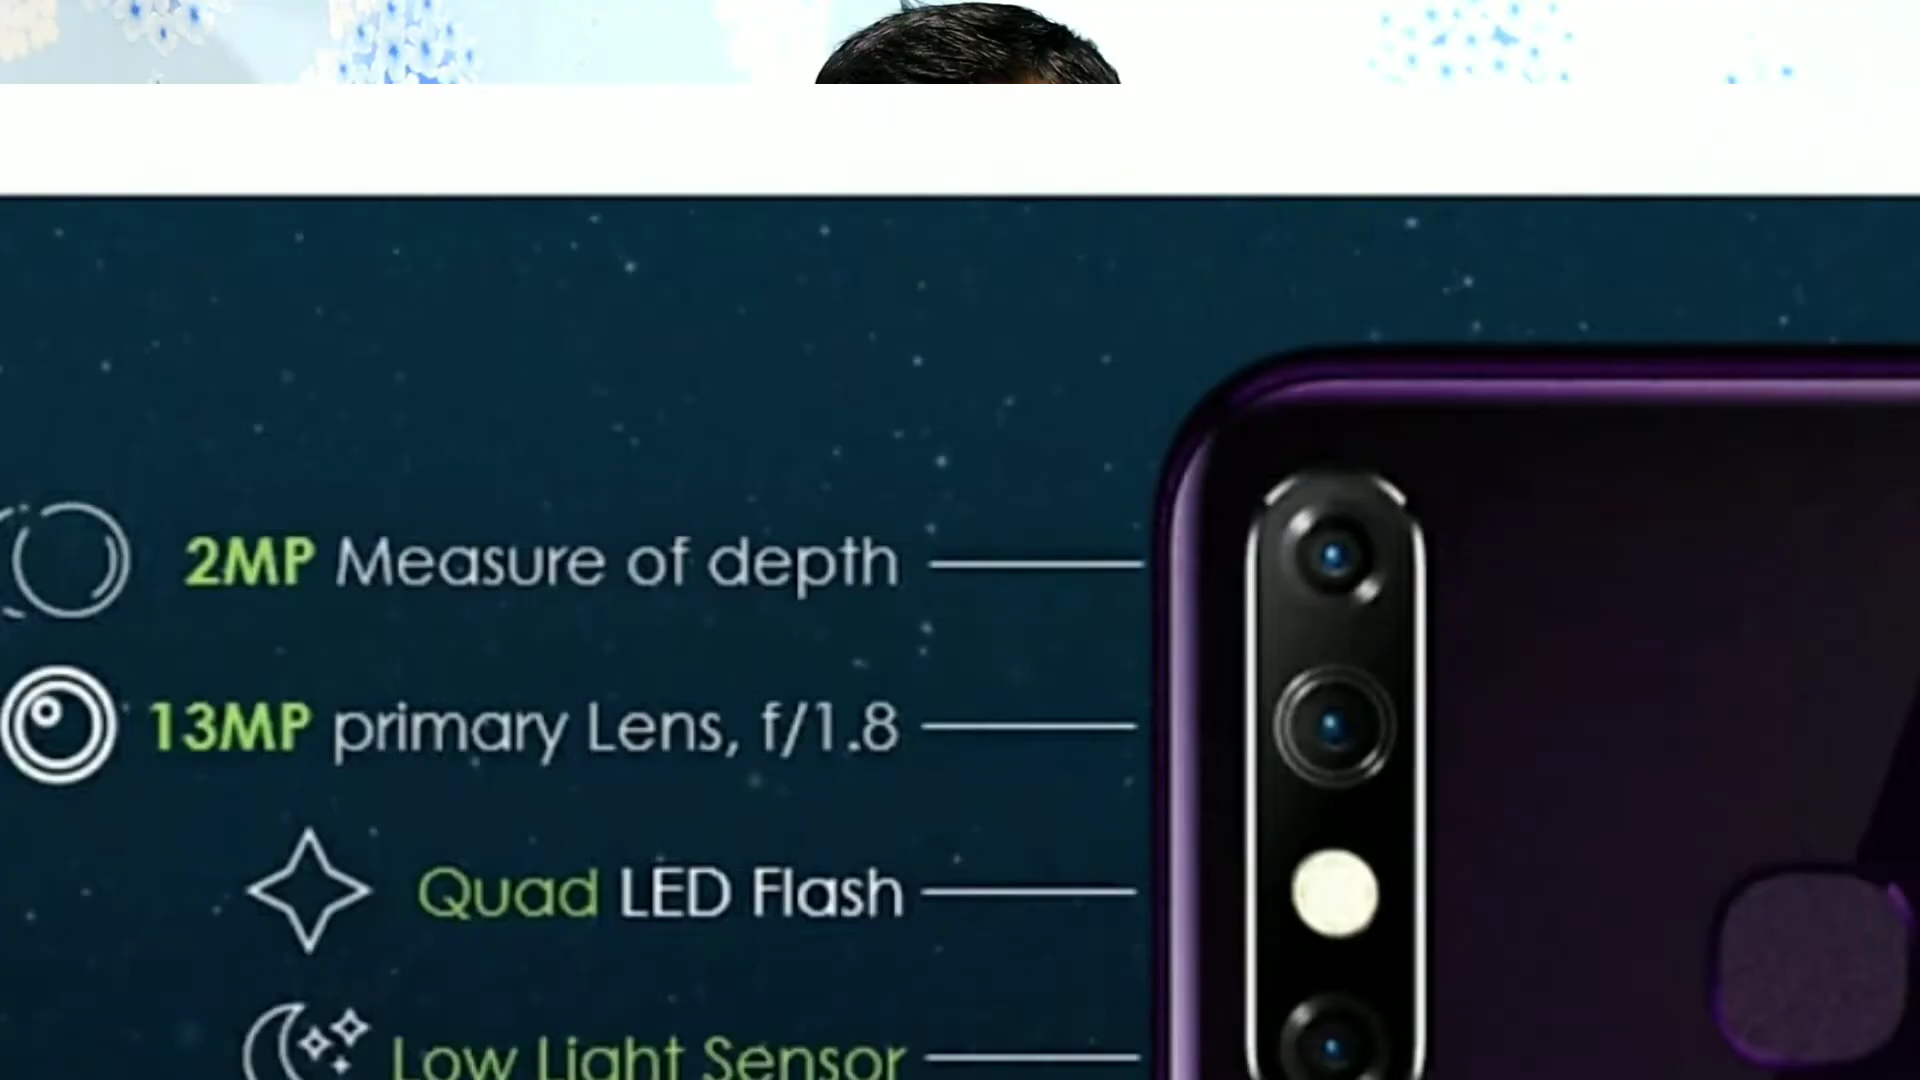 2MP Measure of depth
13MP primary Lens, f/1.8
Quad LED Flash
Low Light Sensor